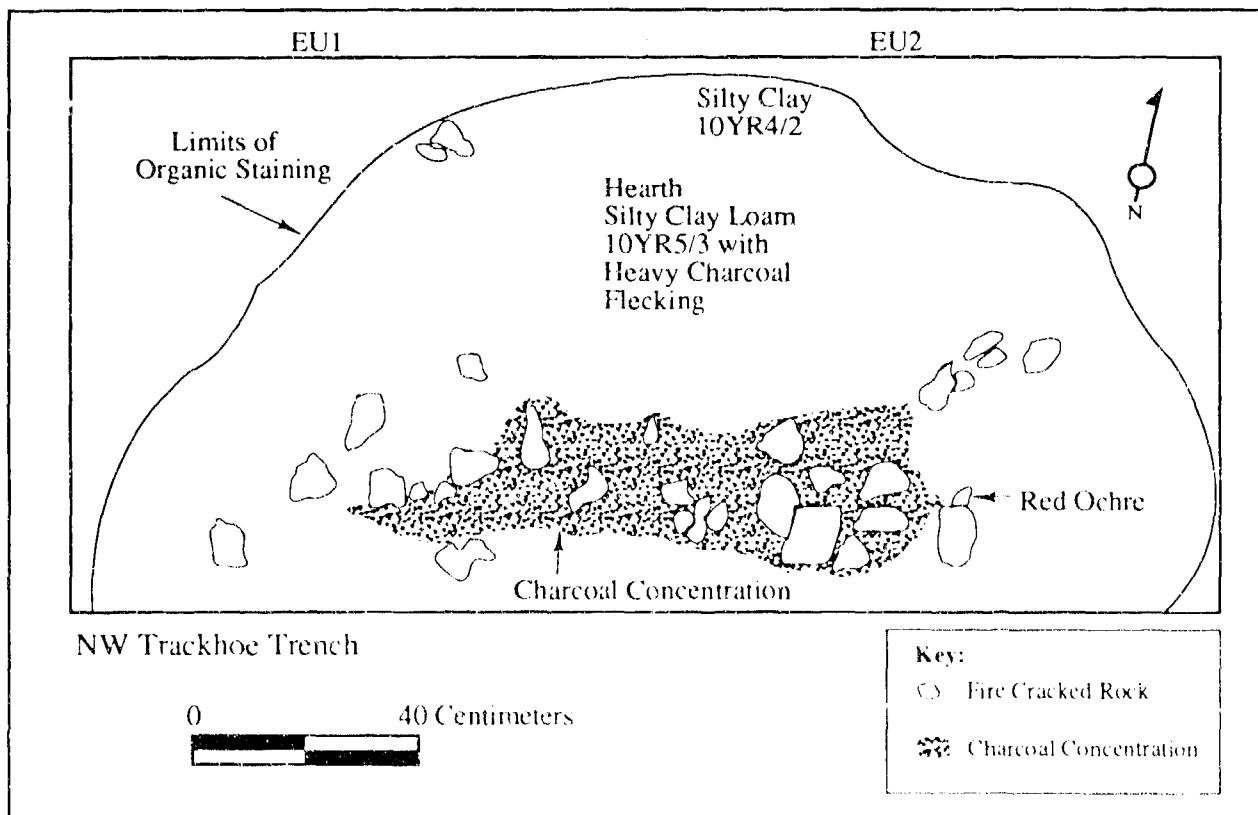 EU1
EU2
Silty Clay
10YR4/2
Limits of
Organic Staining
N
Hearth
Silty Clay Loam
10YR5/3 with
Heavy Charcoal
Flecking
Red Ochre
Charcoal Concentration
NW Trackhoe Trench
0 40 Centimeters
Key:
Fire Cracked Rock
Charcoal Concentration